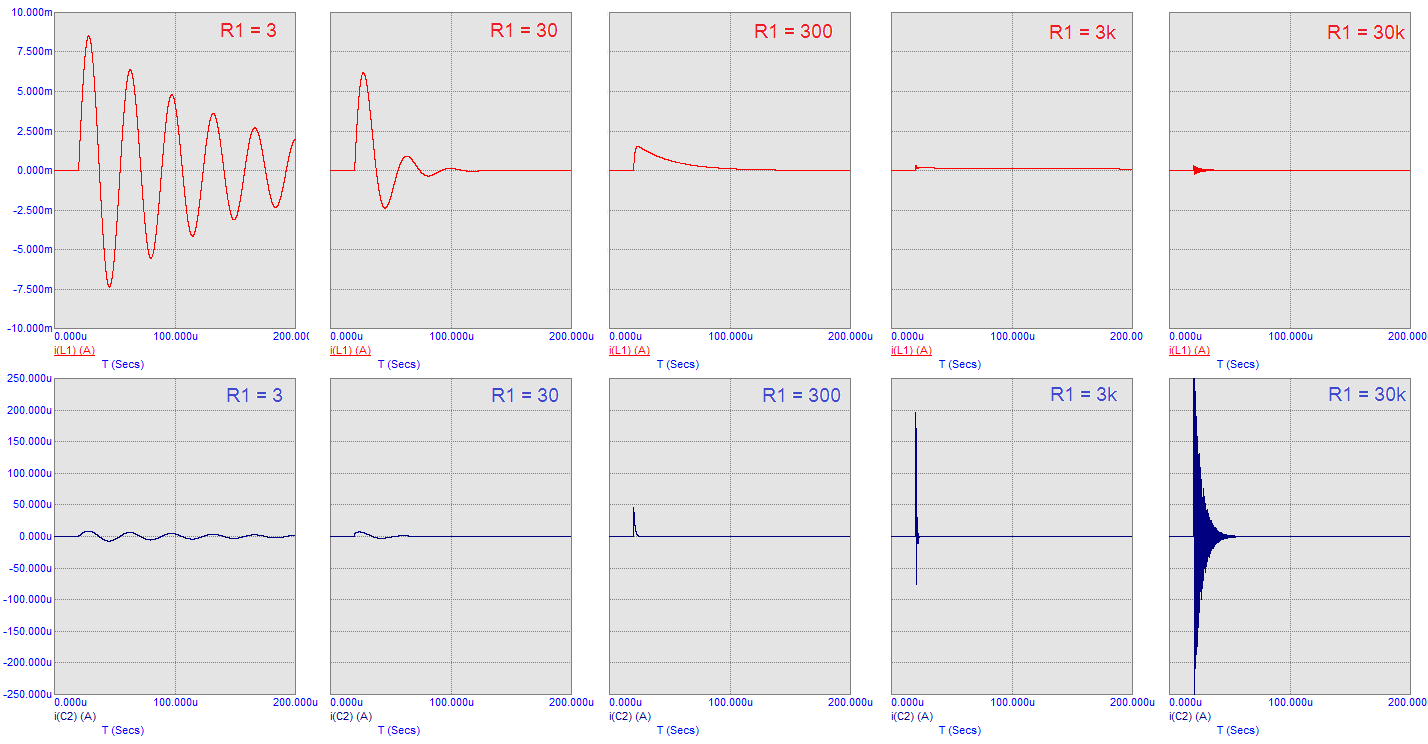 10.000m
7.500m
5.000m
2.500m
0.000m
-2.500m
-5.000m
-7.500m
-10.000m
R1 = 3
R1 = 30
R1 = 300
R1 = 3k
R1 = 30k
0.000u 100.000u 200.000
0.000u 100.000u 200.000u
0.000u 100.000u 200.000u
0.000u 100.000u 200.00
0.000u 100.000u 200.000u
i(L1) (A)
i(L1) (A)
i(L1) (A)
i(L1) (A)
i(L1) (A)
T (Secs)
T (Secs)
T (Secs)
T (Secs)
T (Secs)
250.000u
200.000u
150.000u
100.000u
50.000u
0.000u
-50.000u
-100.000u
-150.000u
-200.000u
-250.000u
R1 = 3
R1 = 30
R1 = 300
R1 = 3k
R1 = 30k
0.000u 100.000u 200.000u
0.000u 100.000u 200.000u
0.000u 100.000u 200.000u
0.000u 100.000u 200.000u
0.000u 100.000u 200.000u
i(C2) (A)
i(C2) (A)
i(C2) (A)
i(C2) (A)
i(C2) (A)
T (Secs)
T (Secs)
T (Secs)
T (Secs)
T (Secs)